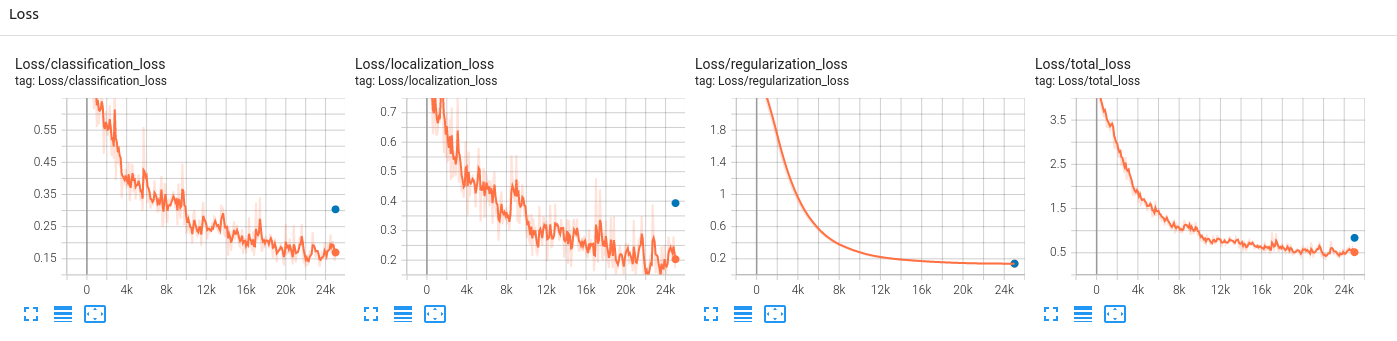 Loss
Loss/classification_loss
tag: Loss/classification_loss
0.55
0.45
0.35
0.25
0.15
0 4k 8k 12k 16k 20k 24k
Loss/localization_loss
tag: Loss/localization_loss
0.7
0.6
0.5
0.4
0.3
0.2
0 4k 8k 12k 16k 20k 24k
Loss/regularization_loss
tag: Loss/regularization_loss
1.8
1.4
1
0.6
0.2
0 4k 8k 12k 16k 20k 24k
Loss/total_loss
tag: Loss/total_loss
3.5
2.5
1.5
0.5
0 4k 8k 12k 16k 20k 24k